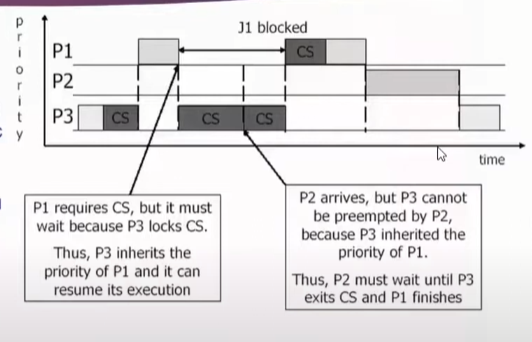 priority
J1 blocked
P1
CS
P2
P3
CS
CS
CS
time
P1 requires CS, but it must
wait because P3 locks CS.
Thus, P3 inherits the
priority of P1 and it can
resume its execution
P2 arrives, but P3 cannot
be preempted by P2,
because P3 inherited the
priority of P1.
Thus, P2 must wait until P3
exits CS and P1 finishes